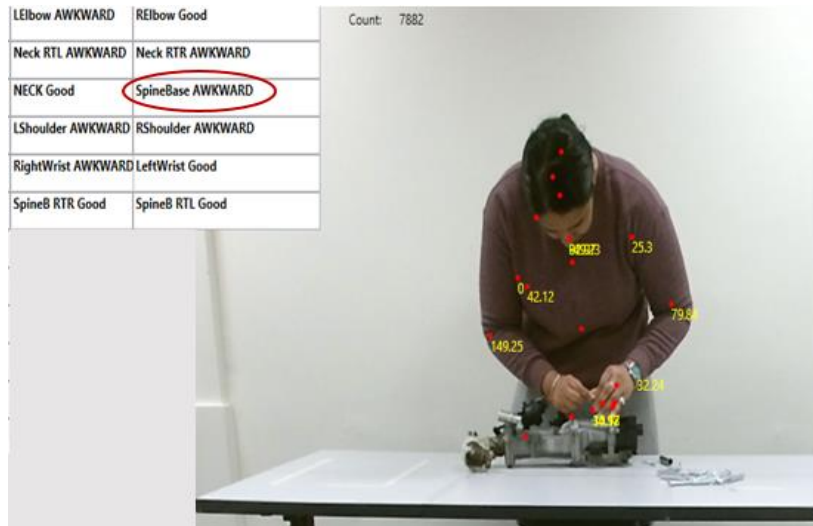 LElbow AWKWARD RElbow Good
Count: 7882
Neck RTL AWKWARD Neck RTR AWKWARD
NECK Good SpineBase AWKWARD
LShoulder AWKWARD RShoulder AWKWARD
RightWrist AWKWARD LeftWrist Good
SpineB RTR Good SpineB RTL Good
25.3
0
42.12
79.84
149.25
32.24